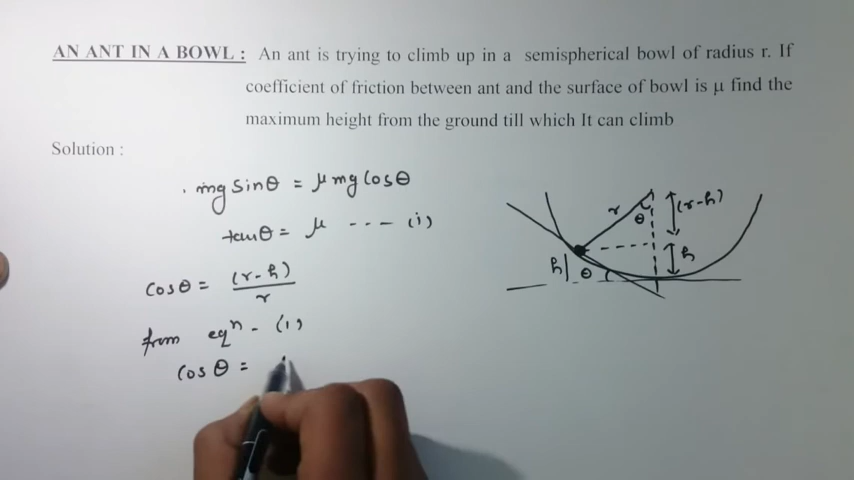 AN ANT IN A BOWL : An ant is trying to climb up in a semispherical bowl of radius r. If
coefficient of friction between ant and the surface of bowl is μ find the
maximum height from the ground till which It can climb
Solution :
mg sinθ = μ mg cosθ
tanθ = μ --- (i)
cosθ = (r-h)/r
from eqⁿ - (1)
cosθ =
r
θ
(r-h)
h
h
θ